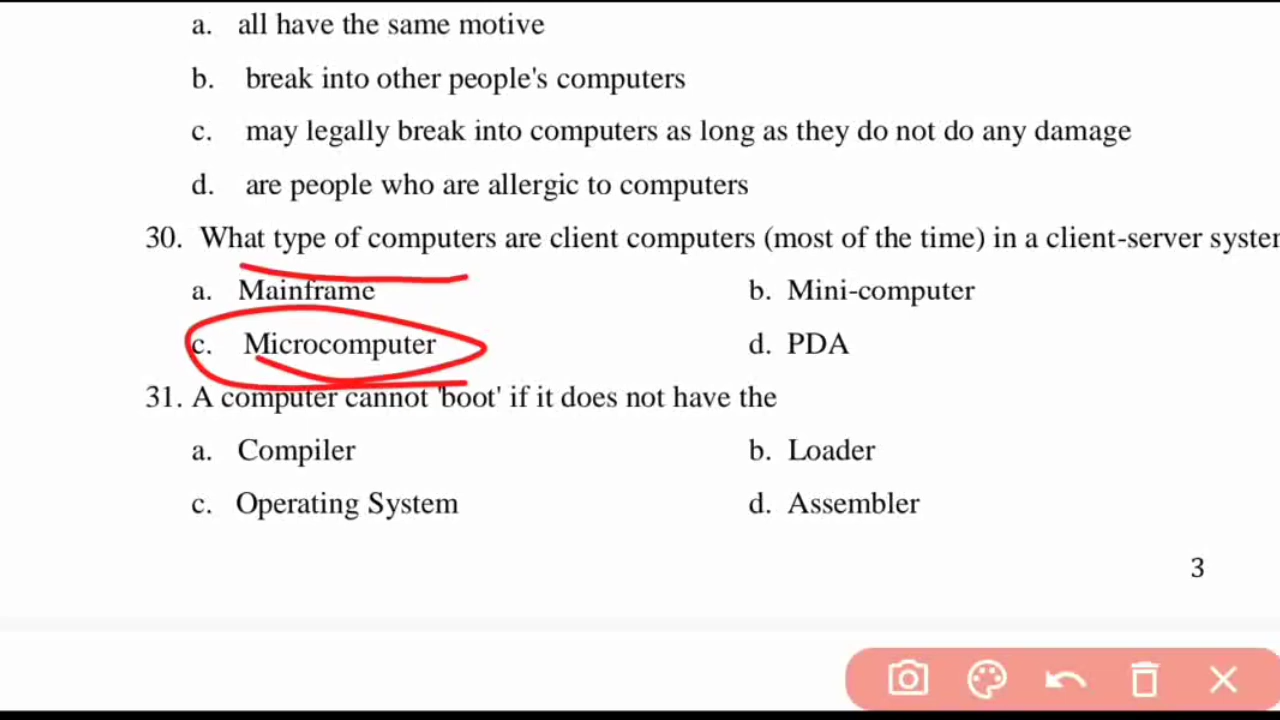 a. all have the same motive
b. break into other people's computers
c. may legally break into computers as long as they do not do any damage
d. are people who are allergic to computers
30. What type of computers are client computers (most of the time) in a client-server system
a. Mainframe b. Mini-computer
c. Microcomputer d. PDA
31. A computer cannot 'boot' if it does not have the
a. Compiler b. Loader
c. Operating System d. Assembler
3